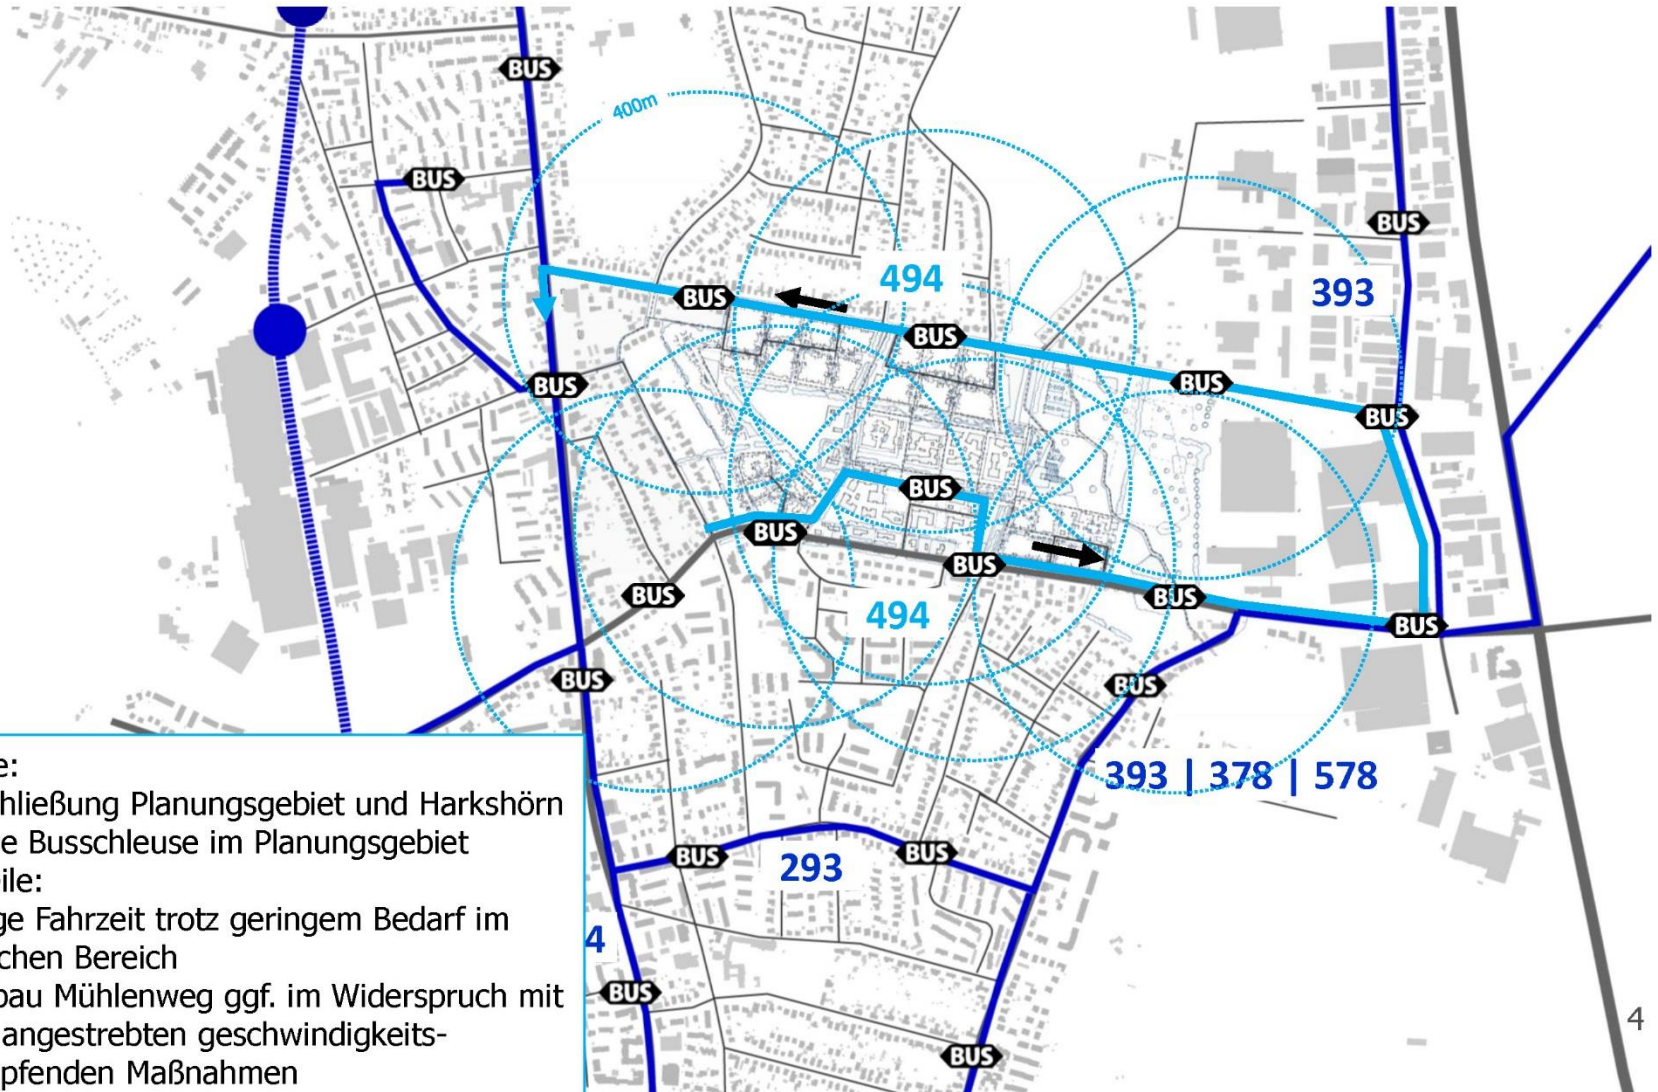 BUS
400m
BUS
BUS
494
393
BUS
BUS
BUS
BUS
BUS
BUS
BUS
BUS
BUS
BUS
494
BUS
BUS
BUS
BUS
393 | 378 | 578
e:
hließung Planungsgebiet und Harkshörn
e Busschleuse im Planungsgebiet
ile:
ge Fahrzeit trotz geringem Bedarf im
chen Bereich
bau Mühlenweg ggf. im Widerspruch mit
angestrebten geschwindigkeits-
pfenden Maßnahmen
BUS
293
BUS
4
BUS
BUS
4